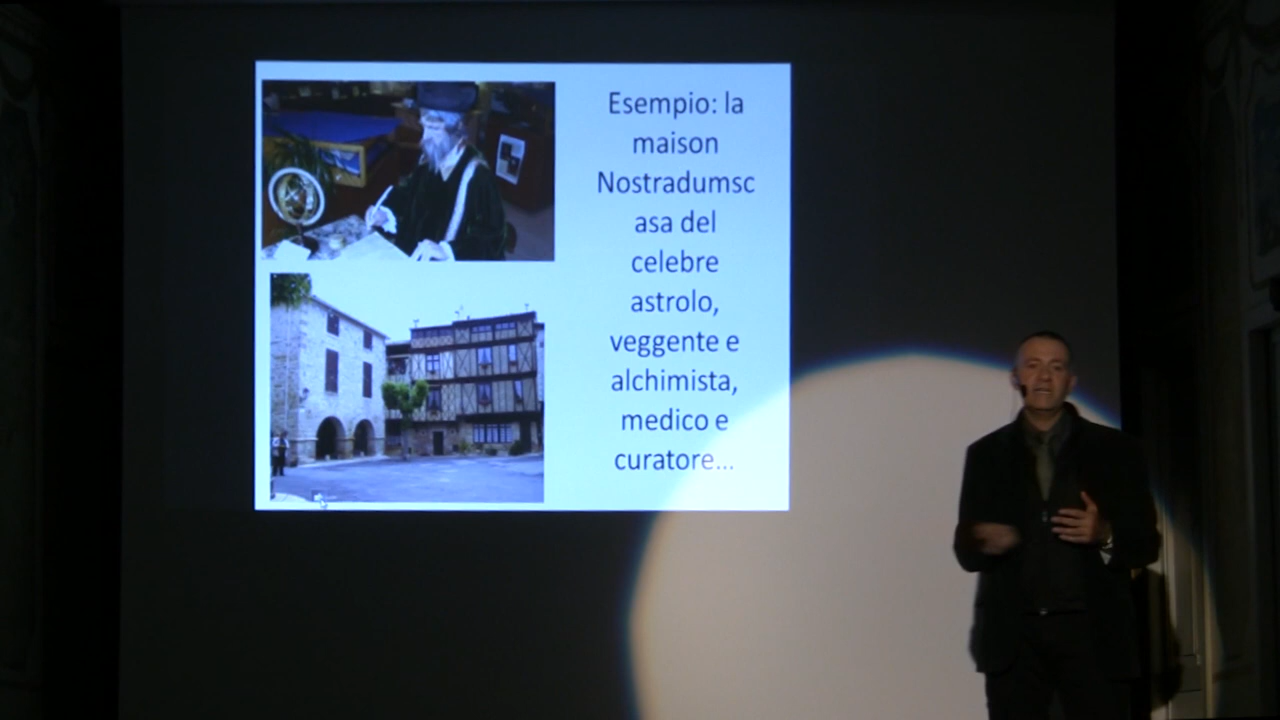 Esempio: la
maison
Nostradumsc
asa del
celebre
astrolo,
veggente e
alchimista,
medico e
curatore...